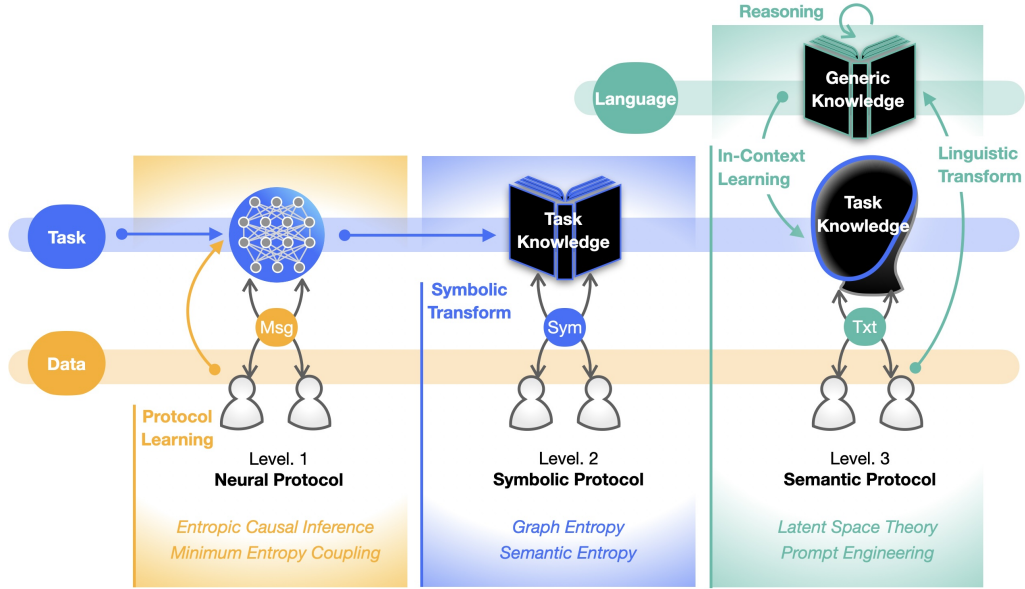 Reasoning
Language
Generic
Knowledge
In-Context
Learning
Linguistic
Transform
Task
Task
Knowledge
Task
Knowledge
Symbolic
Transform
Msg
Sym
Txt
Data
Protocol
Learning
Level. 1
Neural Protocol
Level. 2
Symbolic Protocol
Level. 3
Semantic Protocol
Entropic Causal Inference
Minimum Entropy Coupling
Graph Entropy
Semantic Entropy
Latent Space Theory
Prompt Engineering